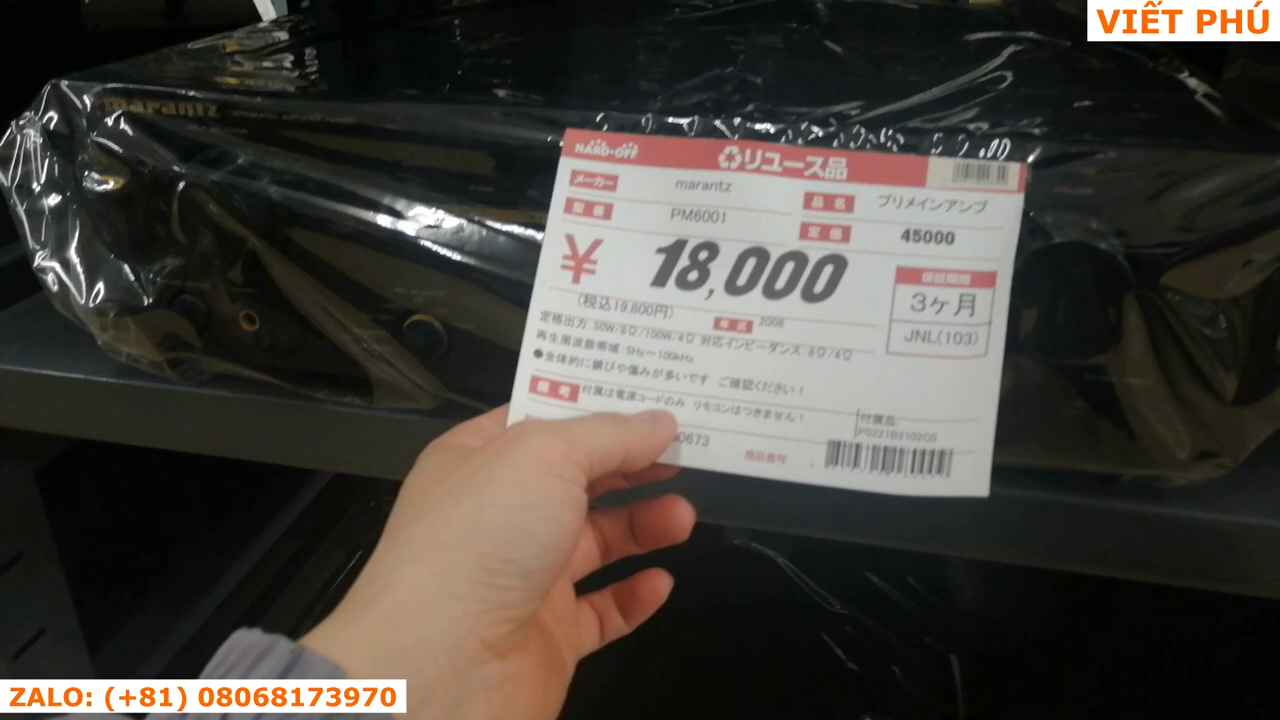 VIẾT PHÚ
marantz
HARD・OFF
リユース品
メーカー marantz
品名 プリメインアンプ
型番 PM6001
定価 45000
¥ 18,000
(税込19,800円)
保証期間
3ヶ月
JNL(103)
年式 2008
定格出力:50W/8Ω/100W/4Ω 対応インピーダンス:8Ω/4Ω
再生周波数帯域:5Hz～100kHz
●全体的に錆びや傷みが多いです ご確認ください!
備考 付属は電源コードのみ リモコンはつきません!
付属品:
0673
商品番号
ZALO: (+81) 08068173970